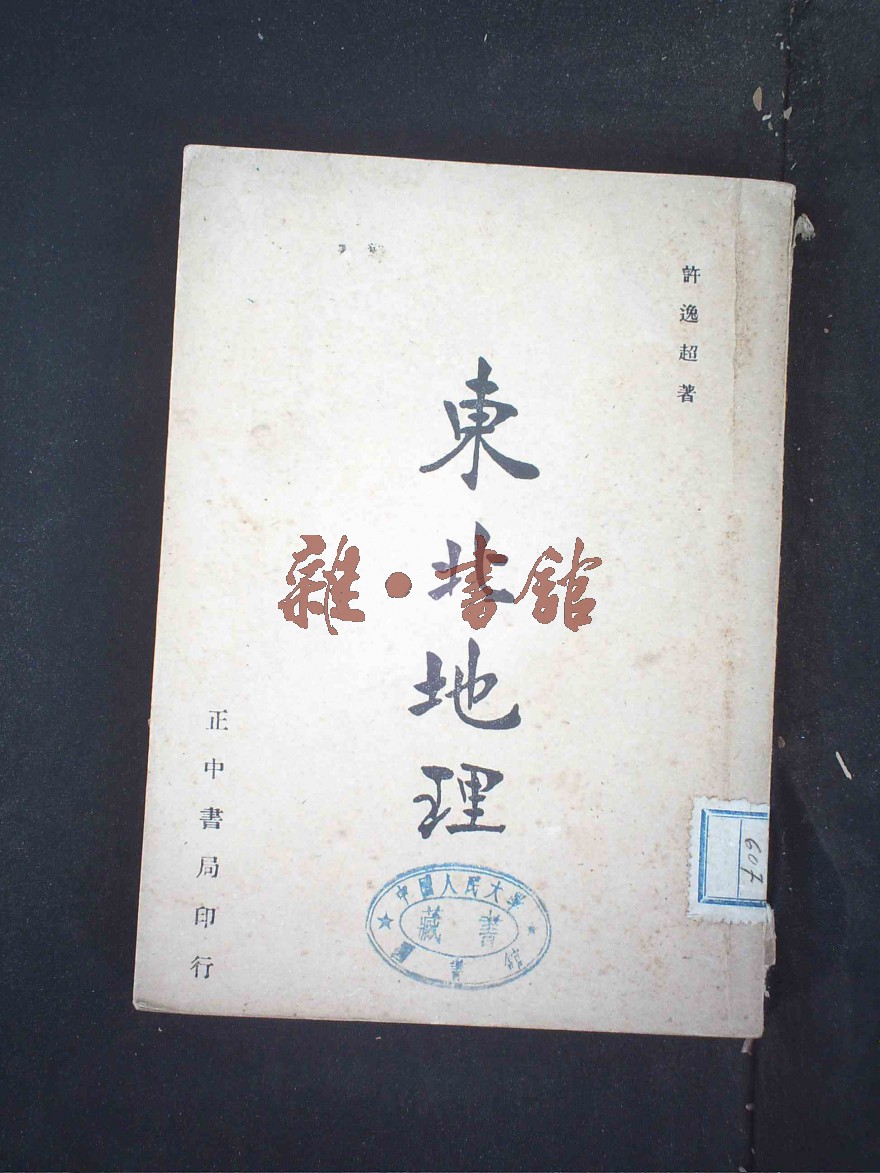 許逸超著
東北地理
雜·書館
正中書局印行
中國人民大學
藏書
圖書館
607